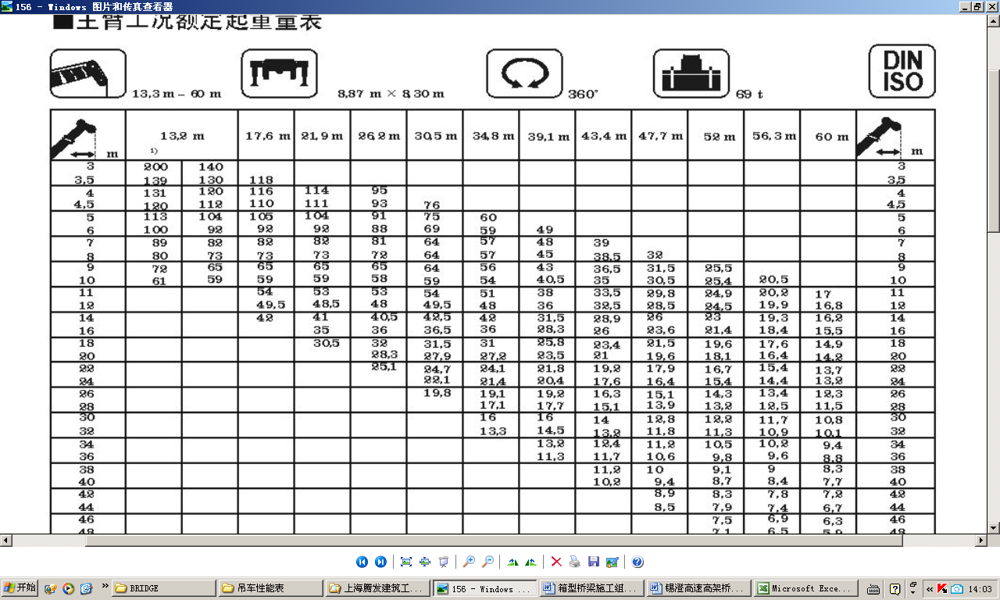 156 - Windows 图片和传真查看器
■主臂工况额定起重量表
13,3 m – 60 m 8,87 m × 8,30 m 360° 69 t DIN ISO
m 13,2 m 1) 17,6 m 21,9 m 26,2 m 30,5 m 34,8 m 39,1 m 43,4 m 47,7 m 52 m 56,3 m 60 m m
3 200 140 3
3,5 139 130 118 3,5
4 131 120 116 114 95 4
4,5 120 112 110 111 93 76 4,5
5 113 104 105 104 91 75 60 5
6 100 92 92 92 88 69 59 49 6
7 89 82 82 82 81 64 57 48 39 7
8 80 73 73 73 72 64 57 45 38,5 32 8
9 72 65 65 65 65 64 56 43 36,5 31,5 25,5 9
10 61 59 59 59 58 59 54 40,5 35 30,5 25,4 20,5 10
11 54 53 53 54 51 38 33,5 29,8 24,9 20,2 17 11
12 49,5 48,5 48 49,5 48 36 32,5 28,5 24,5 19,9 16,8 12
14 42 41 40,5 42,5 42 31,5 28,9 26 23 19,3 16,2 14
16 35 36 36,5 36 28,3 26 23,6 21,4 18,4 15,5 16
18 30,5 32 31,5 31 25,8 23,4 21,5 19,6 17,6 14,9 18
20 28,3 27,9 27,2 23,5 21 19,6 18,1 16,4 14,2 20
22 25,1 24,7 24,1 21,8 19,2 17,9 16,7 15,4 13,7 22
24 22,1 21,4 20,4 17,6 16,4 15,4 14,4 13,2 24
26 19,8 19,1 19,2 16,3 15,1 14,3 13,4 12,3 26
28 17,1 17,7 15,1 13,9 13,2 12,5 11,5 28
30 16 16 14 12,8 12,2 11,7 10,8 30
32 13,3 14,5 13,2 11,8 11,3 10,9 10,1 32
34 13,2 12,4 11,2 10,5 10,2 9,4 34
36 11,3 11,7 10,6 9,8 9,6 8,8 36
38 11,2 10 9,1 9 8,3 38
40 10,2 9,4 8,7 8,4 7,7 40
42 8,9 8,3 7,8 7,2 42
44 8,5 7,9 7,4 6,7 44
46 7,5 6,9 6,3 46
48 7,1 6,5 5,9 48
开始 BRIDGE 吊车性能表 上海腾发建筑工... 156 - Windows ... 箱型桥梁施工组... 锡澄高速高架桥... Microsoft Exce... 14:03